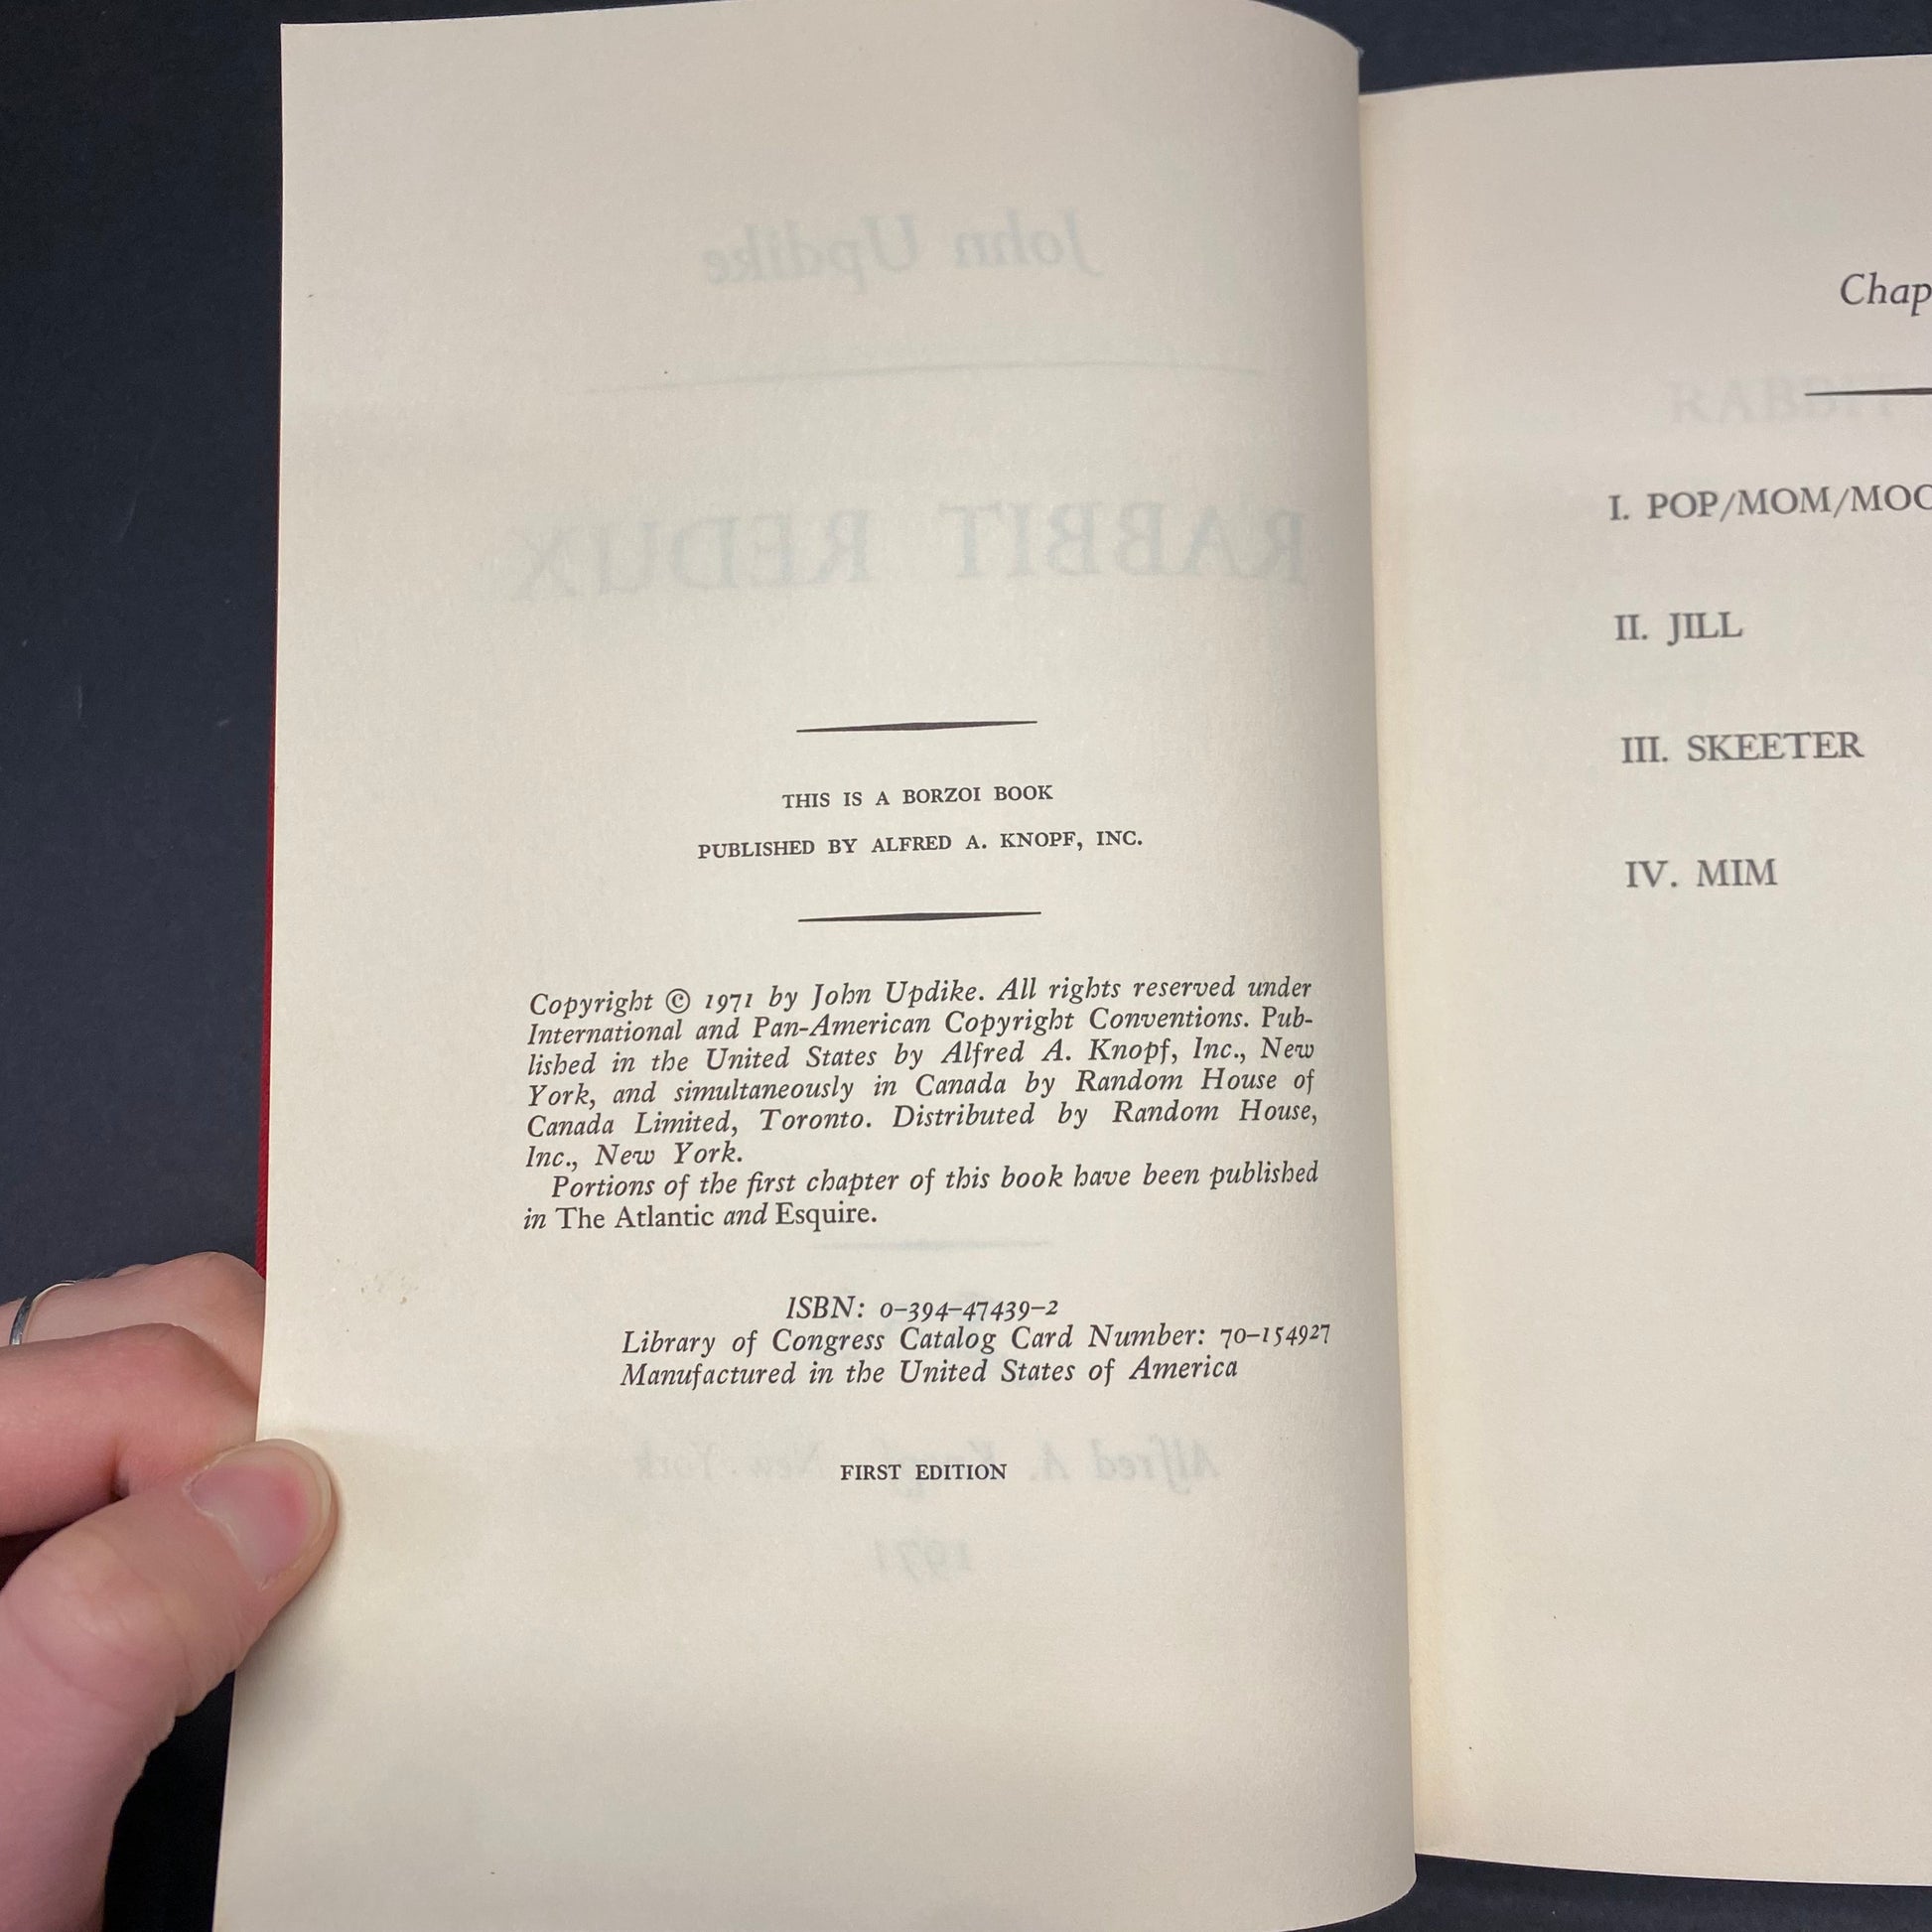 THIS IS A BORZOI BOOK
PUBLISHED BY ALFRED A. KNOPF, INC.
Copyright © 1971 by John Updike. All rights reserved under
International and Pan-American Copyright Conventions. Pub-
lished in the United States by Alfred A. Knopf, Inc., New
York, and simultaneously in Canada by Random House of
Canada Limited, Toronto. Distributed by Random House,
Inc., New York.
Portions of the first chapter of this book have been published
in The Atlantic and Esquire.
ISBN: 0-394-47439-2
Library of Congress Catalog Card Number: 70-154927
Manufactured in the United States of America
FIRST EDITION
Chap
I. POP/MOM/MOO
II. JILL
III. SKEETER
IV. MIM